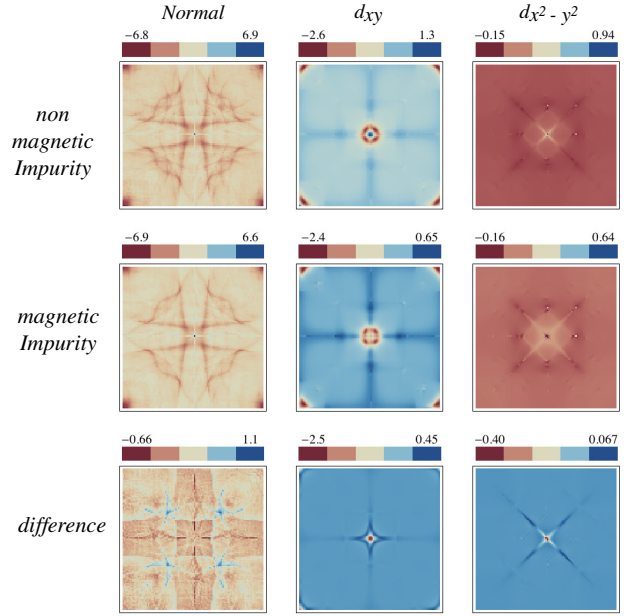 Normal dxy dx² - y²
−6.8 6.9 −2.6 1.3 −0.15 0.94
non
magnetic
Impurity
−6.9 6.6 −2.4 0.65 −0.16 0.64
magnetic
Impurity
−0.66 1.1 −2.5 0.45 −0.40 0.067
difference